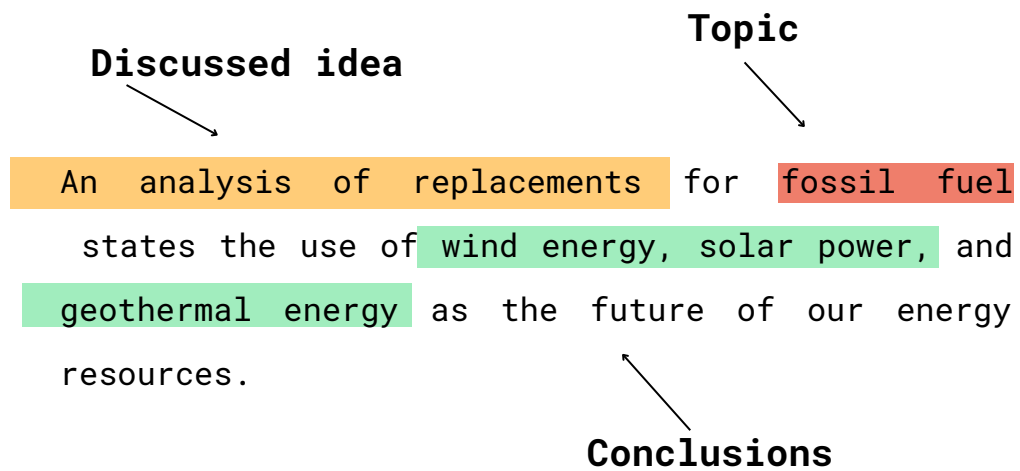 Topic
Discussed idea
An analysis of replacements for fossil fuel
states the use of wind energy, solar power, and
geothermal energy as the future of our energy
resources.
Conclusions